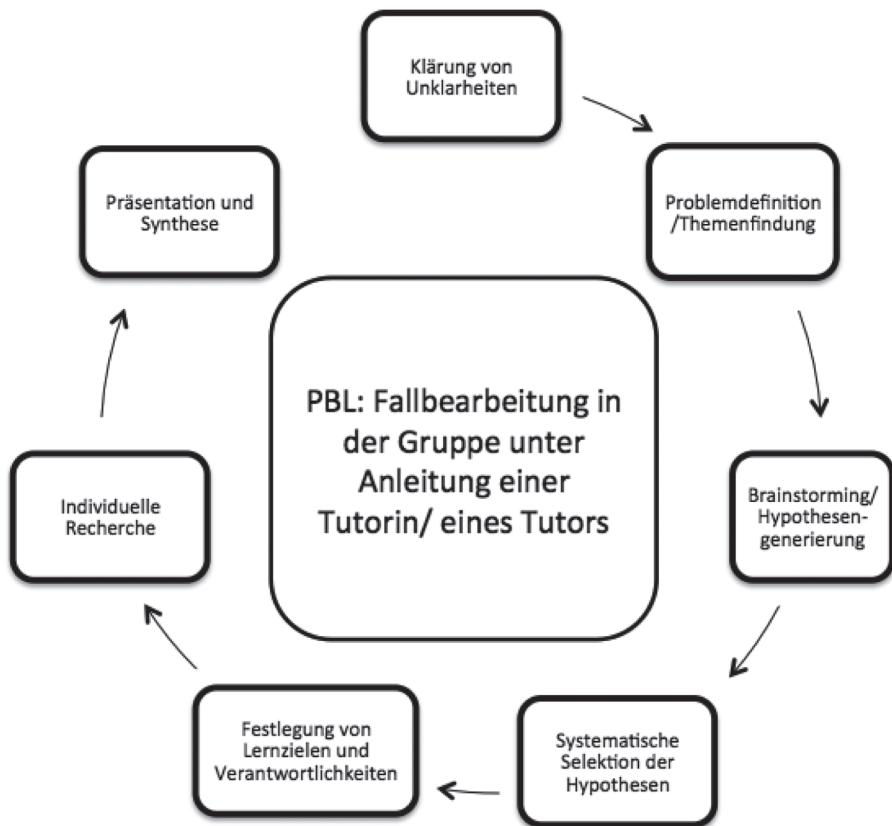 Klärung von
Unklarheiten
Problemdefinition
/Themenfindung
Brainstorming/
Hypothesen-
generierung
Systematische
Selektion der
Hypothesen
Festlegung von
Lernzielen und
Verantwortlichkeiten
Individuelle
Recherche
Präsentation und
Synthese
PBL: Fallbearbeitung in
der Gruppe unter
Anleitung einer
Tutorin/ eines Tutors